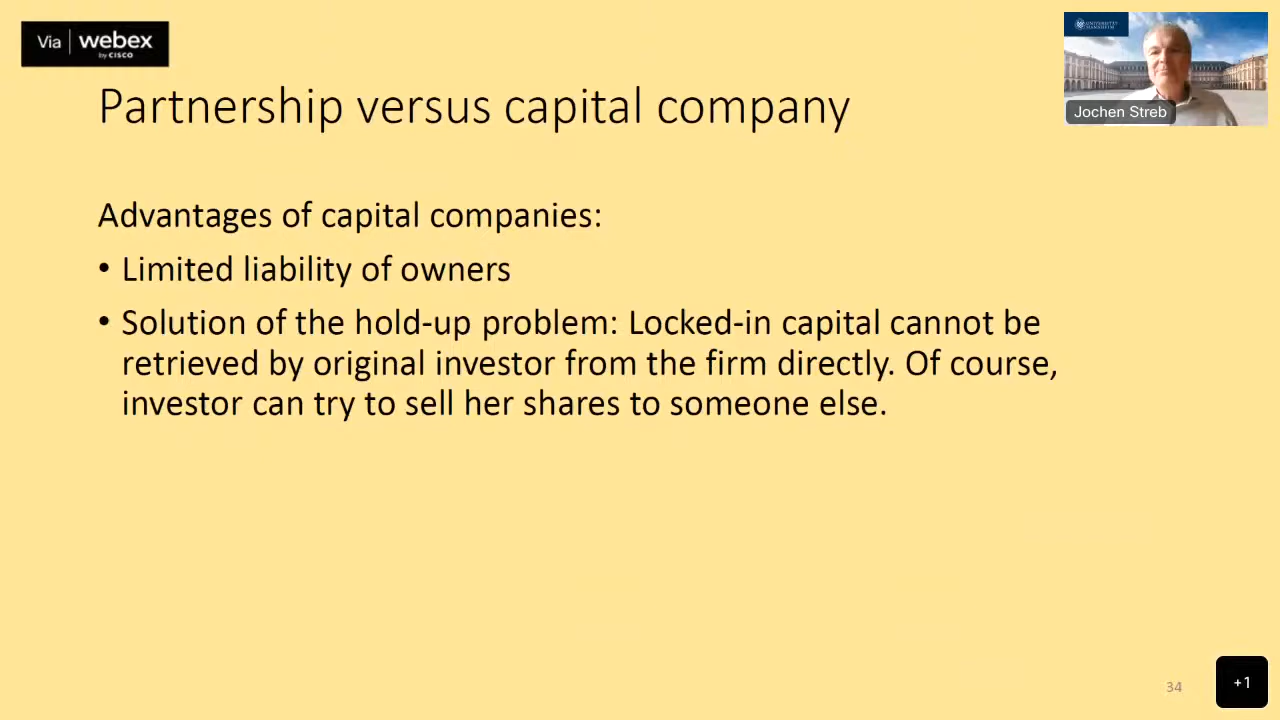 Via webex
by CISCO
UNIVERSITÄT
MANNHEIM
Jochen Streb
Partnership versus capital company
Advantages of capital companies:
• Limited liability of owners
• Solution of the hold-up problem: Locked-in capital cannot be
retrieved by original investor from the firm directly. Of course,
investor can try to sell her shares to someone else.
34
+1